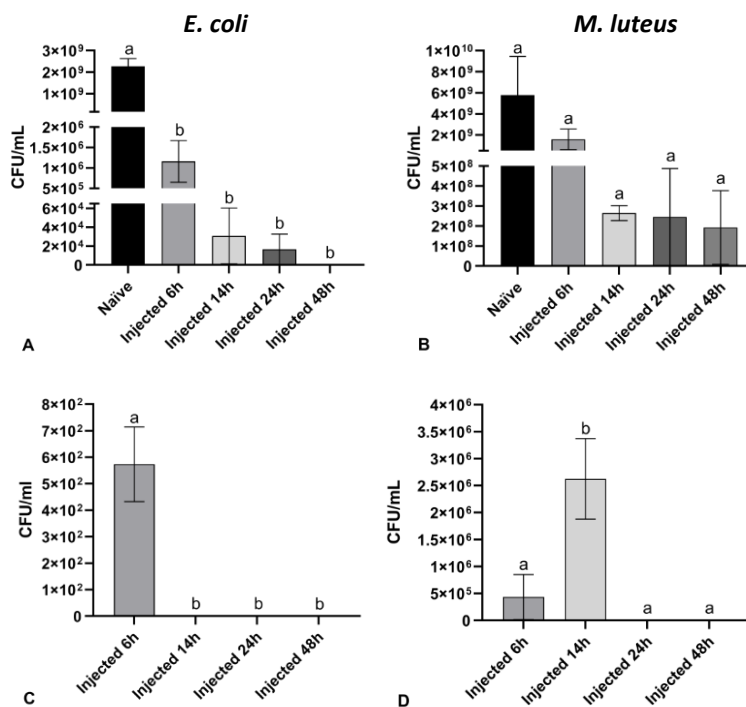 E. coli
M. luteus
CFU/mL
3×10⁹
2×10⁹
1×10⁹
2×10⁶
1.5×10⁶
1×10⁶
5×10⁵
6×10⁴
4×10⁴
2×10⁴
0
a
b
b
b
b
Naïve
Injected 6h
Injected 14h
Injected 24h
Injected 48h
A
CFU/mL
1×10¹⁰
8×10⁹
6×10⁹
4×10⁹
2×10⁹
5×10⁸
4×10⁸
3×10⁸
2×10⁸
1×10⁸
0
a
a
a
a
a
Naïve
Injected 6h
Injected 14h
Injected 24h
Injected 48h
B
CFU/ml
8×10²
7×10²
6×10²
5×10²
2×10²
3×10²
2×10²
1×10²
0
a
b
b
b
Injected 6h
Injected 14h
Injected 24h
Injected 48h
C
CFU/mL
4×10⁶
3.5×10⁶
3×10⁶
2.5×10⁶
2×10⁶
1.5×10⁶
1×10⁶
5×10⁵
0
a
b
a
a
Injected 6h
Injected 14h
Injected 24h
Injected 48h
D